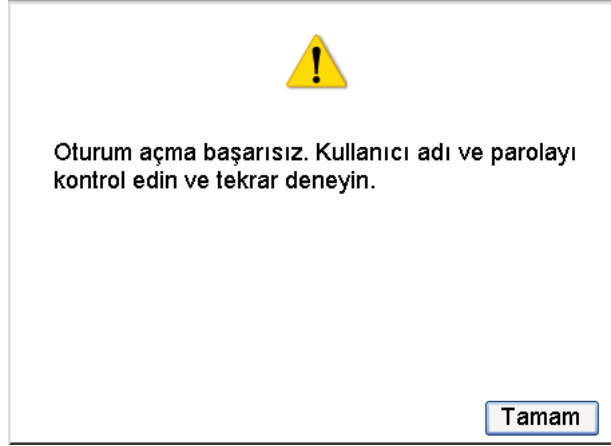 Oturum açma başarısız. Kullanıcı adı ve parolayı
kontrol edin ve tekrar deneyin.
Tamam